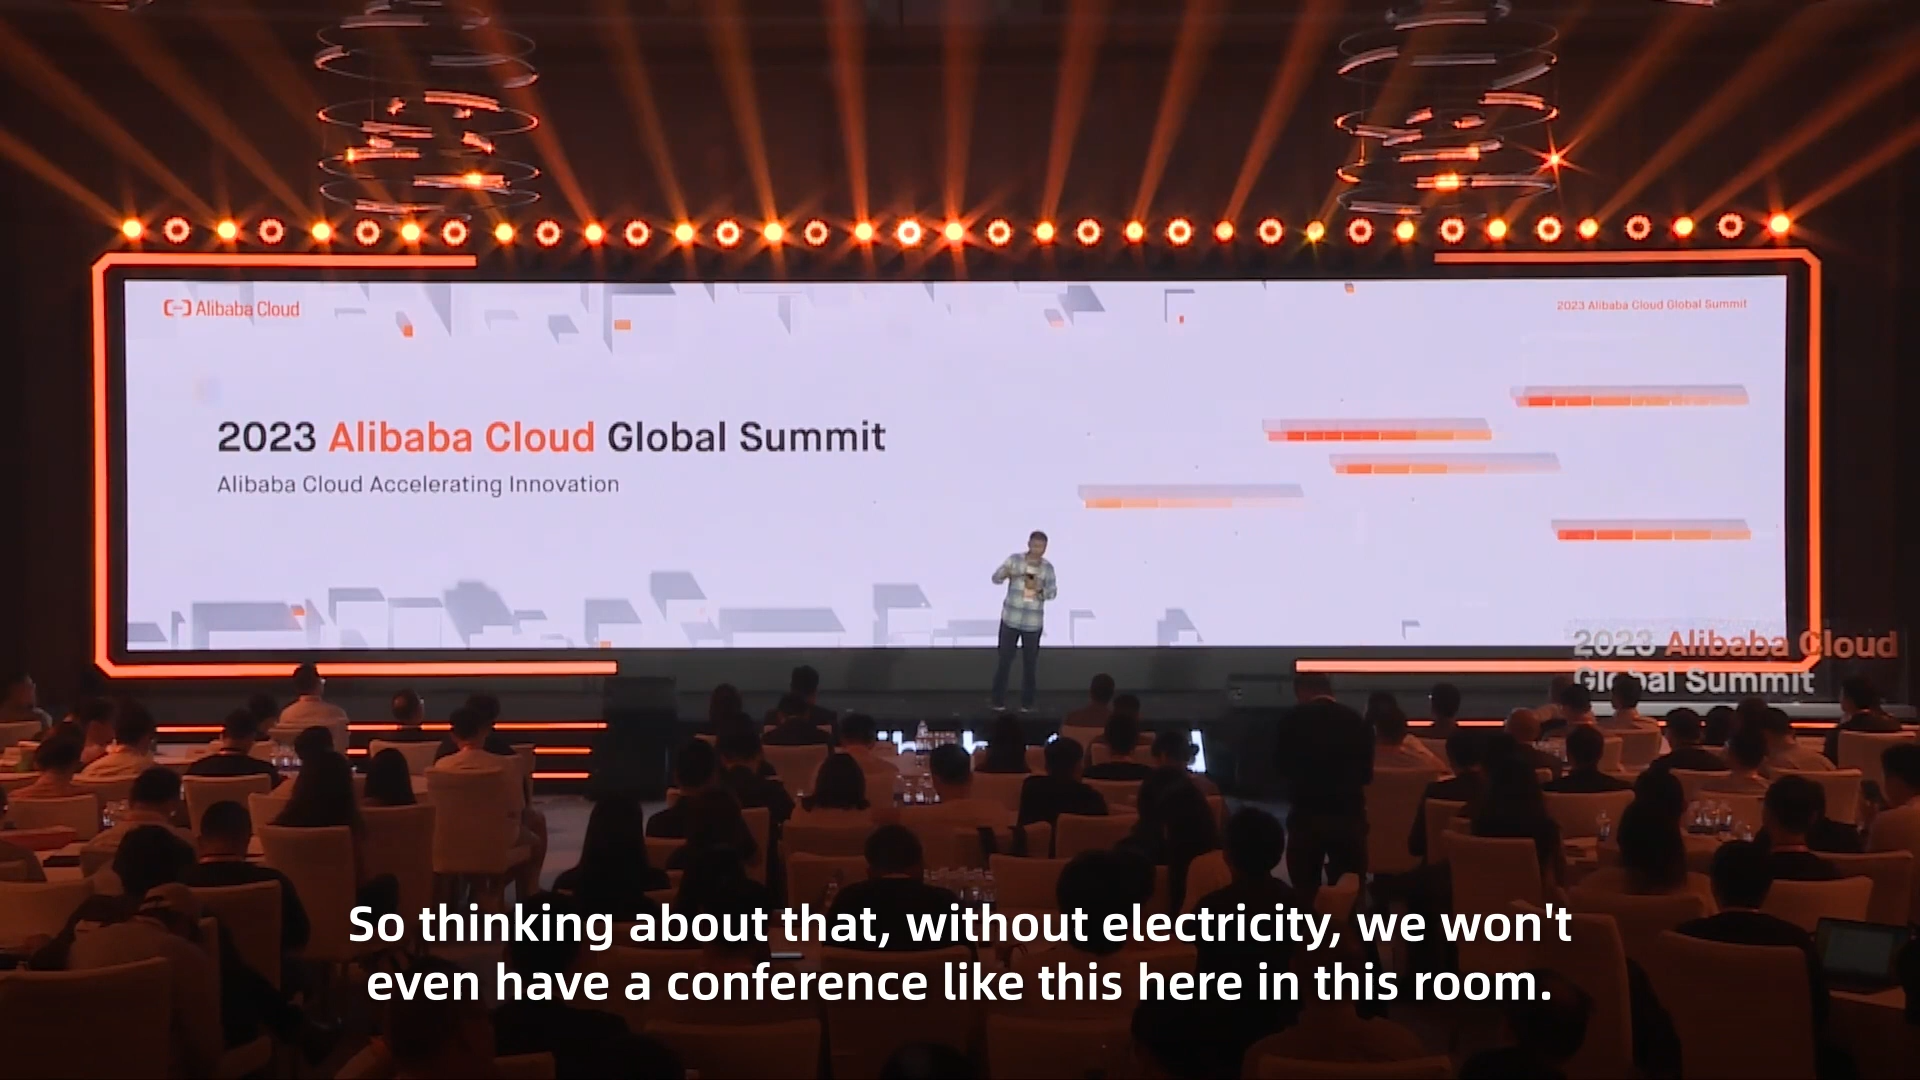 Alibaba Cloud
2023 Alibaba Cloud Global Summit
2023 Alibaba Cloud Global Summit
Alibaba Cloud Accelerating Innovation
2023 Alibaba Cloud
Global Summit
So thinking about that, without electricity, we won't
even have a conference like this here in this room.